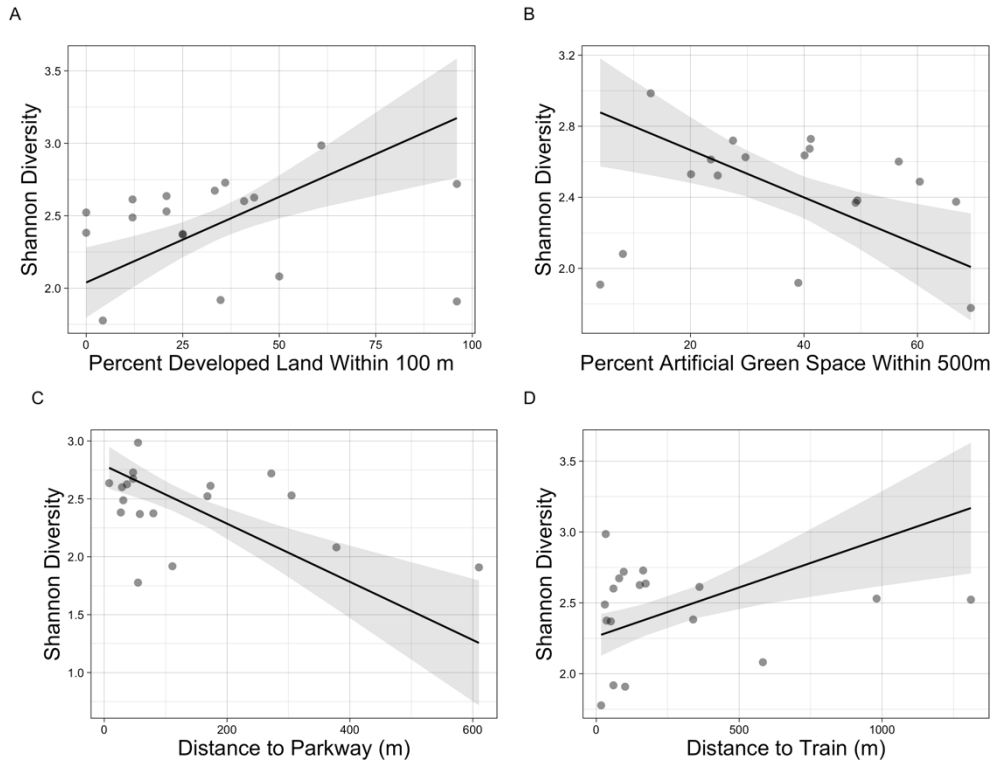 A
Shannon Diversity
3.5
3.0
2.5
2.0
0
25
50
75
100
Percent Developed Land Within 100 m
B
Shannon Diversity
3.2
2.8
2.4
2.0
0
20
40
60
Percent Artificial Green Space Within 500m
C
Shannon Diversity
3.0
2.5
2.0
1.5
1.0
0
200
400
600
Distance to Parkway (m)
D
Shannon Diversity
3.5
3.0
2.5
2.0
0
500
1000
Distance to Train (m)